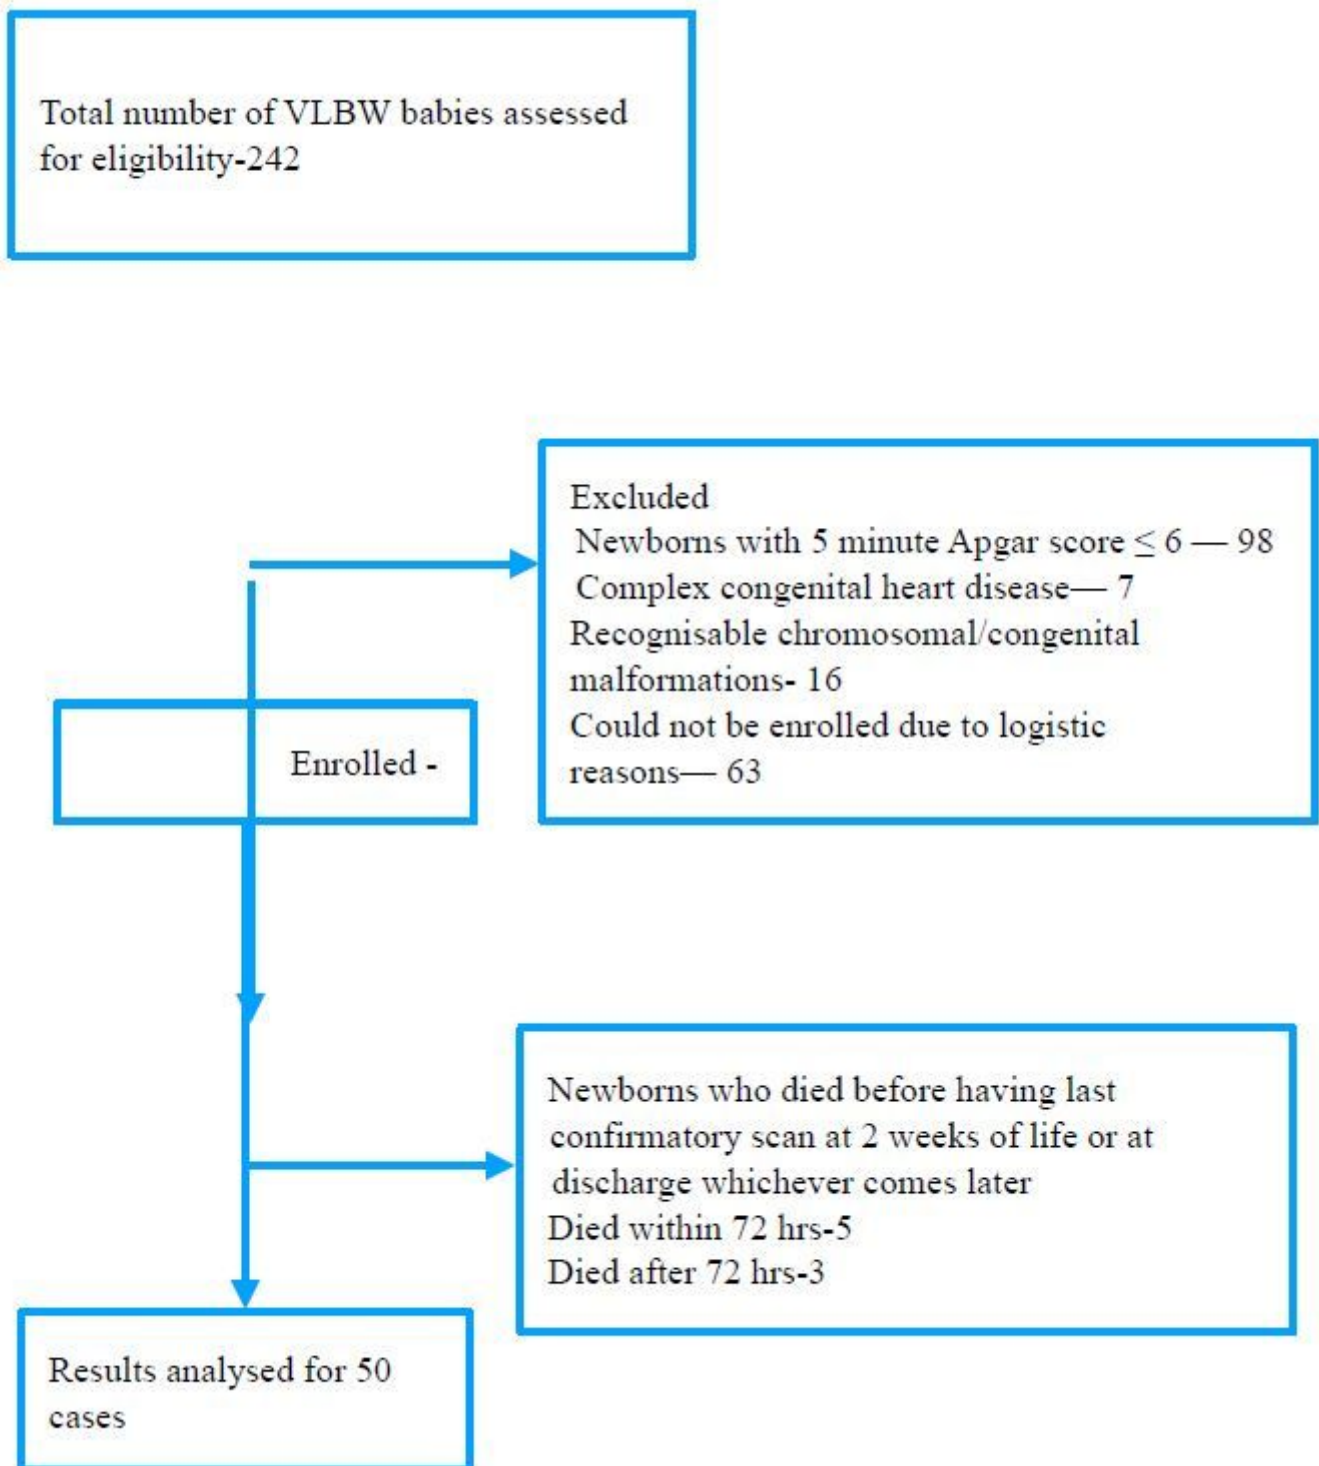 Total number of VLBW babies assessed
for eligibility-242
Excluded
Newborns with 5 minute Apgar score ≤ 6 — 98
Complex congenital heart disease— 7
Recognisable chromosomal/congenital
malformations- 16
Could not be enrolled due to logistic
reasons— 63
Enrolled -
Newborns who died before having last
confirmatory scan at 2 weeks of life or at
discharge whichever comes later
Died within 72 hrs-5
Died after 72 hrs-3
Results analysed for 50
cases